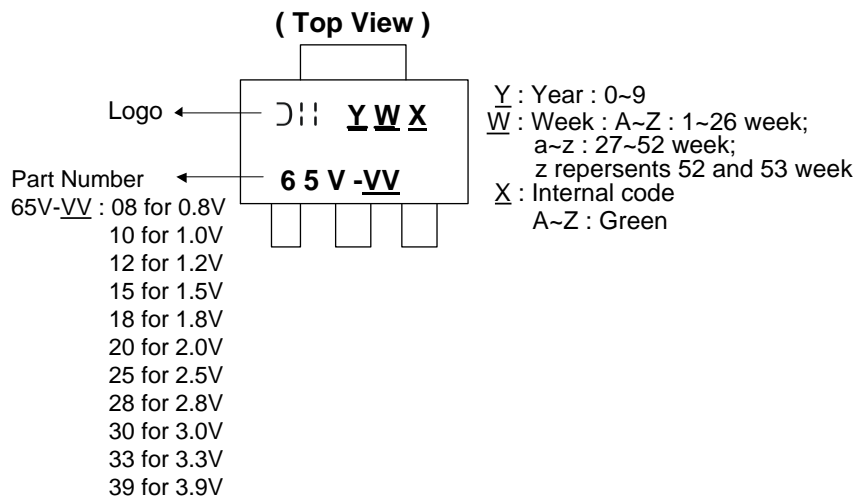 ( Top View )
Logo
Y W X
65V-VV
Part Number
65V-VV : 08 for 0.8V
10 for 1.0V
12 for 1.2V
15 for 1.5V
18 for 1.8V
20 for 2.0V
25 for 2.5V
28 for 2.8V
30 for 3.0V
33 for 3.3V
39 for 3.9V
Y : Year : 0~9
W : Week : A~Z : 1~26 week;
a~z : 27~52 week;
z repersents 52 and 53 week
X : Internal code
A~Z : Green